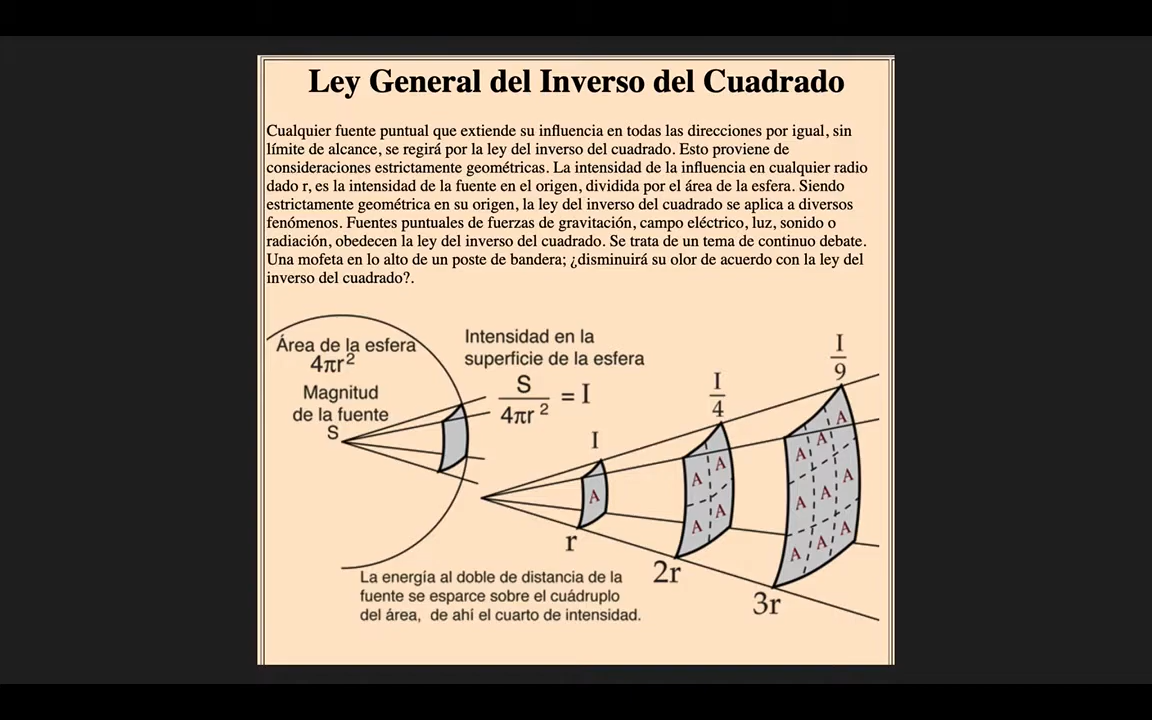 Ley General del Inverso del Cuadrado
Cualquier fuente puntual que extiende su influencia en todas las direcciones por igual, sin
límite de alcance, se regirá por la ley del inverso del cuadrado. Esto proviene de
consideraciones estrictamente geométricas. La intensidad de la influencia en cualquier radio
dado r, es la intensidad de la fuente en el origen, dividida por el área de la esfera. Siendo
estrictamente geométrica en su origen, la ley del inverso del cuadrado se aplica a diversos
fenómenos. Fuentes puntuales de fuerzas de gravitación, campo eléctrico, luz, sonido o
radiación, obedecen la ley del inverso del cuadrado. Se trata de un tema de continuo debate.
Una mofeta en lo alto de un poste de bandera; ¿disminuirá su olor de acuerdo con la ley del
inverso del cuadrado?.
Área de la esfera
4πr²
Magnitud
de la fuente
S
Intensidad en la
superficie de la esfera
S
4πr² = I
I
A
r
I
4
A A
A A
2r
I
9
A A A
A A A
A A A
3r
La energía al doble de distancia de la
fuente se esparce sobre el cuádruplo
del área, de ahí el cuarto de intensidad.